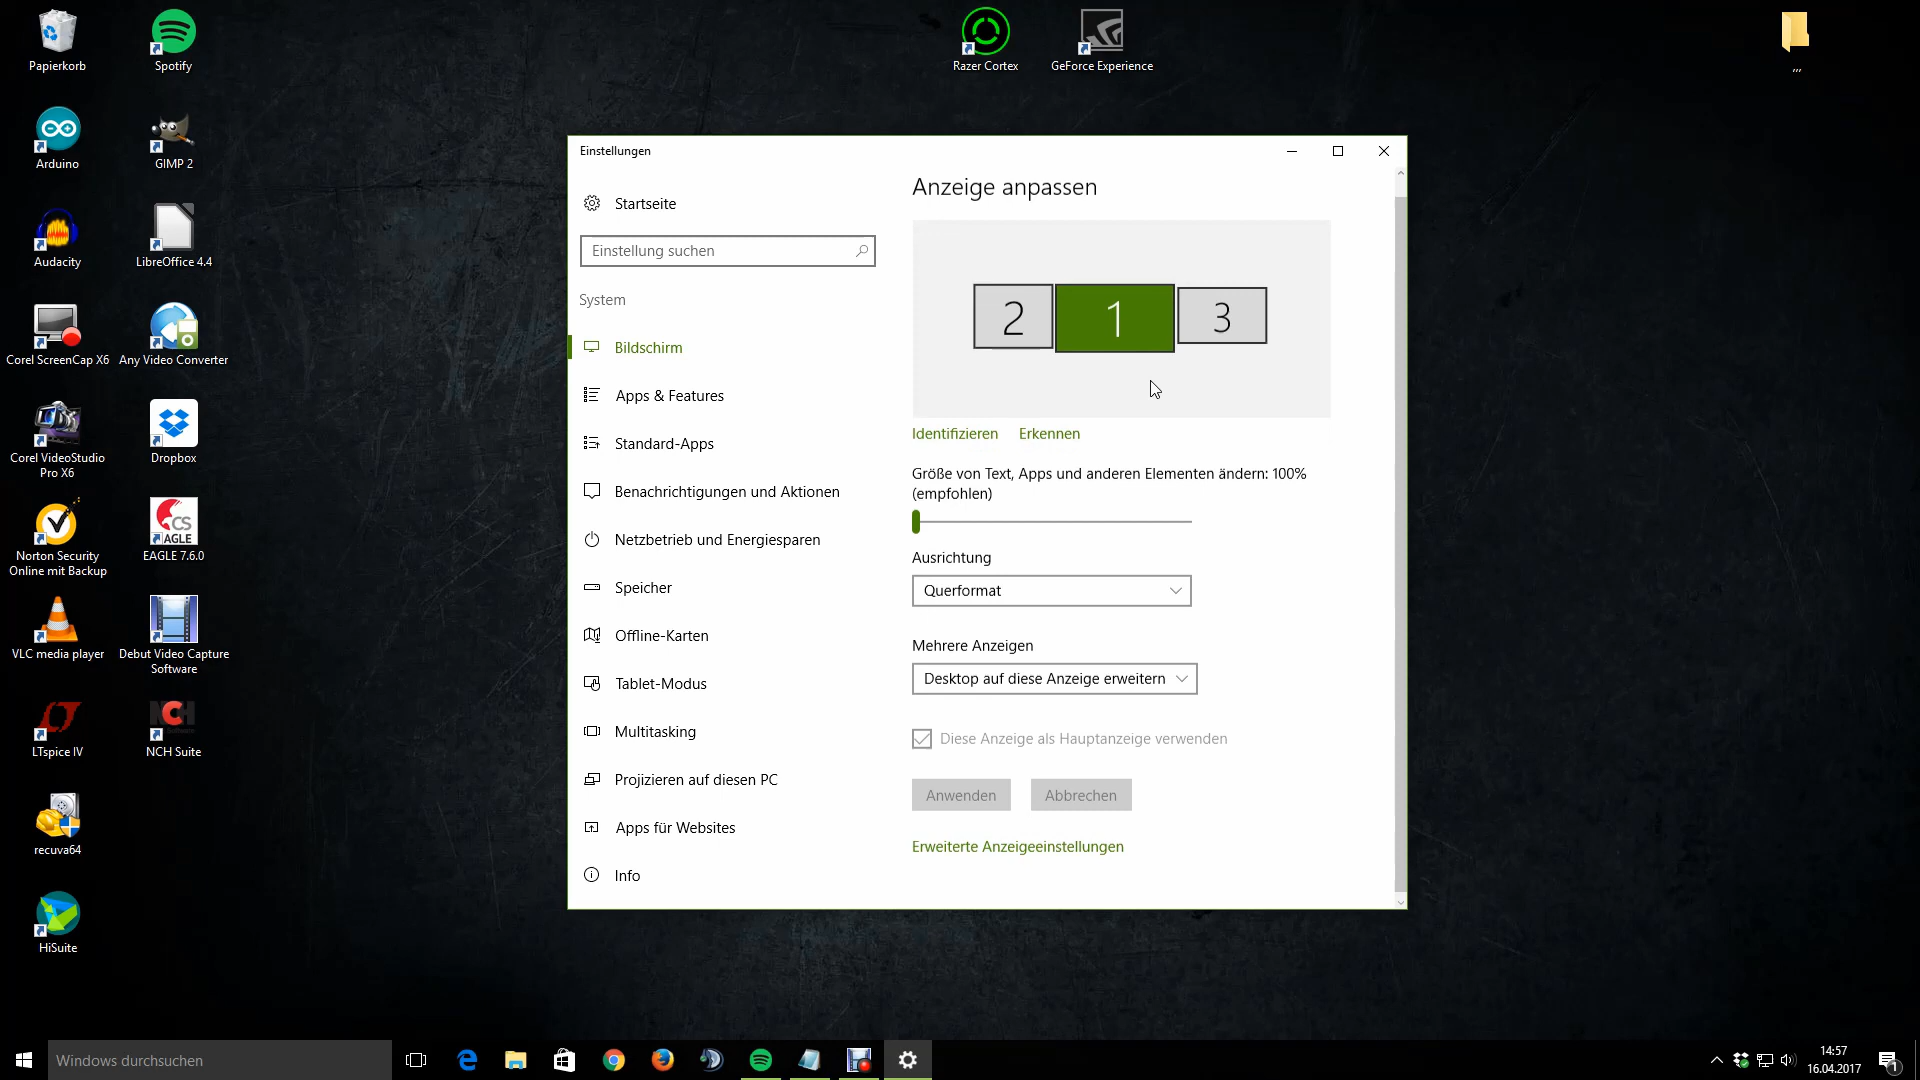 Papierkorb
Spotify
Razer Cortex
GeForce Experience
,,,
Arduino
GIMP 2
Audacity
LibreOffice 4.4
Corel ScreenCap X6
Any Video Converter
Corel VideoStudio
Pro X6
Dropbox
Norton Security
Online mit Backup
CS
EAGLE
EAGLE 7.6.0
VLC media player
Debut Video Capture
Software
LTspice IV
NCH
NCH Suite
recuva64
HiSuite
Einstellungen
Startseite
Einstellung suchen
System
Bildschirm
Apps & Features
Standard-Apps
Benachrichtigungen und Aktionen
Netzbetrieb und Energiesparen
Speicher
Offline-Karten
Tablet-Modus
Multitasking
Projizieren auf diesen PC
Apps für Websites
Info
Anzeige anpassen
2 1 3
Identifizieren Erkennen
Größe von Text, Apps und anderen Elementen ändern: 100%
(empfohlen)
Ausrichtung
Querformat
Mehrere Anzeigen
Desktop auf diese Anzeige erweitern
Diese Anzeige als Hauptanzeige verwenden
Anwenden Abbrechen
Erweiterte Anzeigeeinstellungen
Windows durchsuchen
14:57
16.04.2017
1